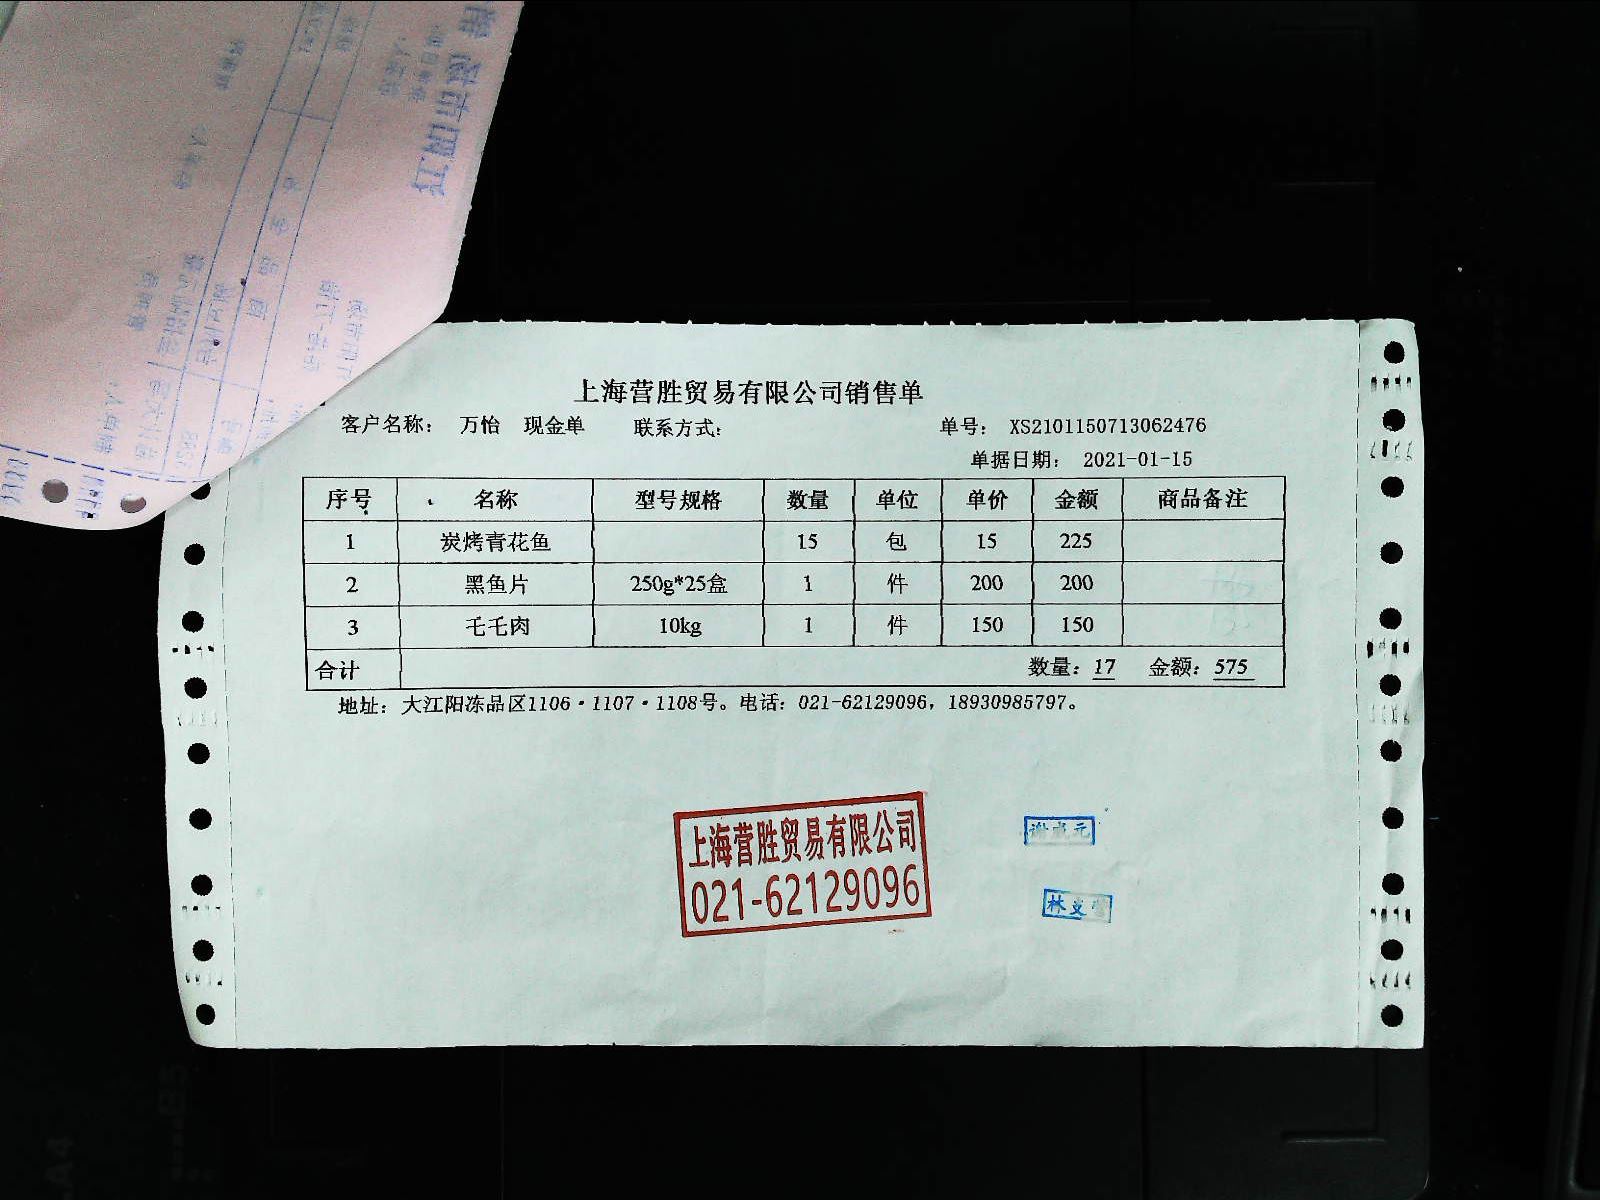 上海营胜贸易有限公司销售单
客户名称： 万怡 现金单 联系方式： 单号： XS2101150713062476
单据日期： 2021-01-15
序号 名称 型号规格 数量 单位 单价 金额 商品备注
1 炭烤青花鱼 15 包 15 225
2 黑鱼片 250g*25盒 1 件 200 200
3 毛毛肉 10kg 1 件 150 150
合计 数量：17 金额：575
地址：大江阳冻品区1106·1107·1108号。电话：021-62129096，18930985797。
上海营胜贸易有限公司
021-62129096